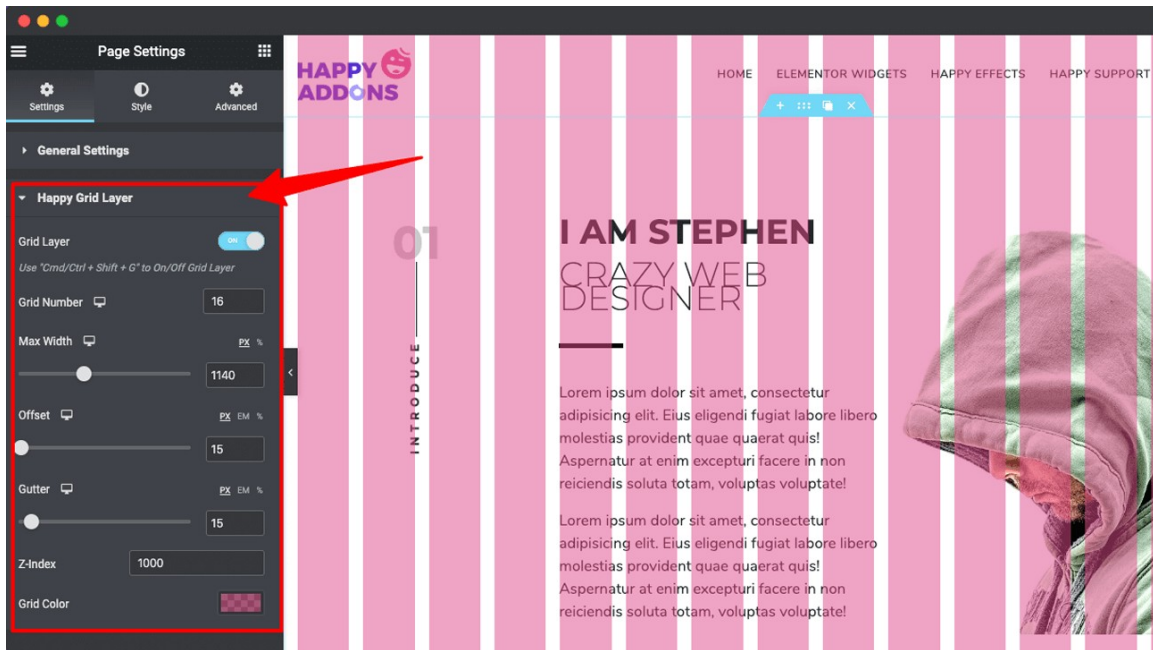 Page Settings
Settings
Style
Advanced
General Settings
Happy Grid Layer
Grid Layer
ON
Use "Cmd/Ctrl + Shift + G" to On/Off Grid Layer
Grid Number
16
Max Width
PX %
1140
Offset
PX EM %
15
Gutter
PX EM %
15
Z-Index
1000
Grid Color
HAPPY
ADDONS
HOME
ELEMENTOR WIDGETS
HAPPY EFFECTS
HAPPY SUPPORT
01
INTRODUCE
I AM STEPHEN
CRAZY WEB
DESIGNER
Lorem ipsum dolor sit amet, consectetur
adipisicing elit. Eius eligendi fugiat labore libero
molestias provident quae quaerat quis!
Aspernatur at enim excepturi facere in non
reiciendis soluta totam, voluptas voluptate!
Lorem ipsum dolor sit amet, consectetur
adipisicing elit. Eius eligendi fugiat labore libero
molestias provident quae quaerat quis!
Aspernatur at enim excepturi facere in non
reiciendis soluta totam, voluptas voluptate!